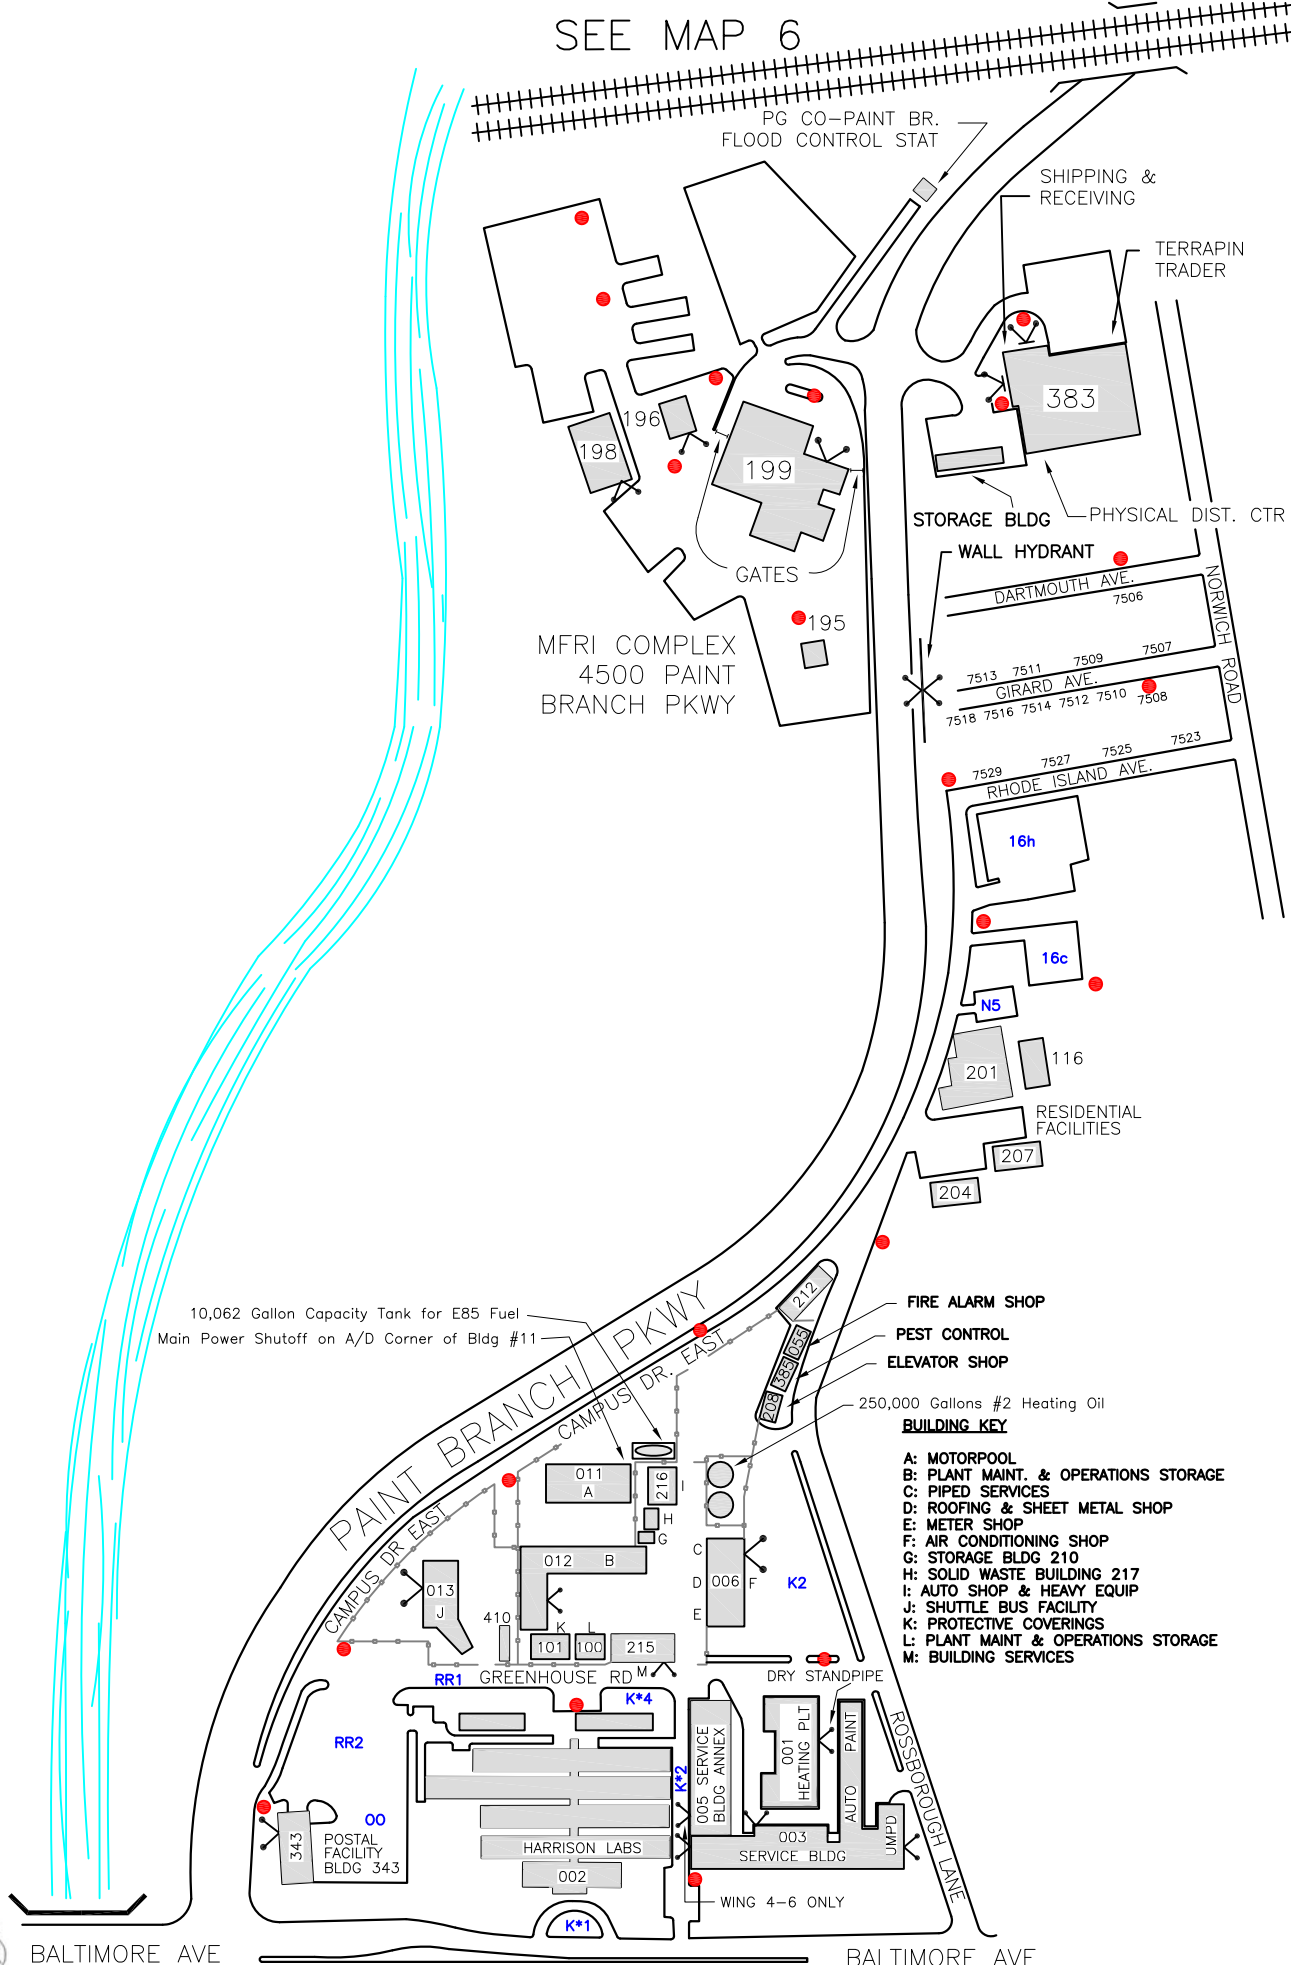 SEE MAP 6
PG CO-PAINT BR.
FLOOD CONTROL STAT
SHIPPING &
RECEIVING
TERRAPIN
TRADER
383
196
198
199
STORAGE BLDG
PHYSICAL DIST. CTR
WALL HYDRANT
GATES
DARTMOUTH AVE.
7506
NORWICH ROAD
195
MFRI COMPLEX
4500 PAINT
BRANCH PKWY
7513 7511 7509 7507
GIRARD AVE.
7518 7516 7514 7512 7510 7508
7529 7527 7525 7523
RHODE ISLAND AVE.
16h
16c
N5
201
116
RESIDENTIAL
FACILITIES
207
204
10,062 Gallon Capacity Tank for E85 Fuel
Main Power Shutoff on A/D Corner of Bldg #11
PAINT BRANCH PKWY
CAMPUS DR. EAST
CAMPUS DR EAST
212
055
385
208
FIRE ALARM SHOP
PEST CONTROL
ELEVATOR SHOP
250,000 Gallons #2 Heating Oil
BUILDING KEY
A: MOTORPOOL
B: PLANT MAINT. & OPERATIONS STORAGE
C: PIPED SERVICES
D: ROOFING & SHEET METAL SHOP
E: METER SHOP
F: AIR CONDITIONING SHOP
G: STORAGE BLDG 210
H: SOLID WASTE BUILDING 217
I: AUTO SHOP & HEAVY EQUIP
J: SHUTTLE BUS FACILITY
K: PROTECTIVE COVERINGS
L: PLANT MAINT & OPERATIONS STORAGE
M: BUILDING SERVICES
011
A
216
I
H
G
012 B
C
D
E
006
F
K2
013
J
410
K
L
101
100
215
M
RR1
GREENHOUSE RD
DRY STANDPIPE
K*4
RR2
OO
K*2
005 SERVICE
BLDG ANNEX
001
HEATING PLT
AUTO PAINT
ROSSBOROUGH LANE
343
POSTAL
FACILITY
BLDG 343
HARRISON LABS
002
003
SERVICE BLDG
UMPD
WING 4-6 ONLY
K*1
BALTIMORE AVE
BALTIMORE AVE